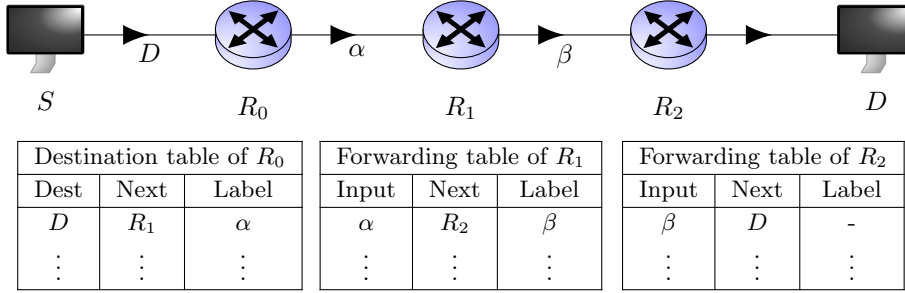 D α β
S R0 R1 R2 D
Destination table of R0 Forwarding table of R1 Forwarding table of R2
Dest Next Label Input Next Label Input Next Label
D R1 α α R2 β β D -
⋮ ⋮ ⋮ ⋮ ⋮ ⋮ ⋮ ⋮ ⋮